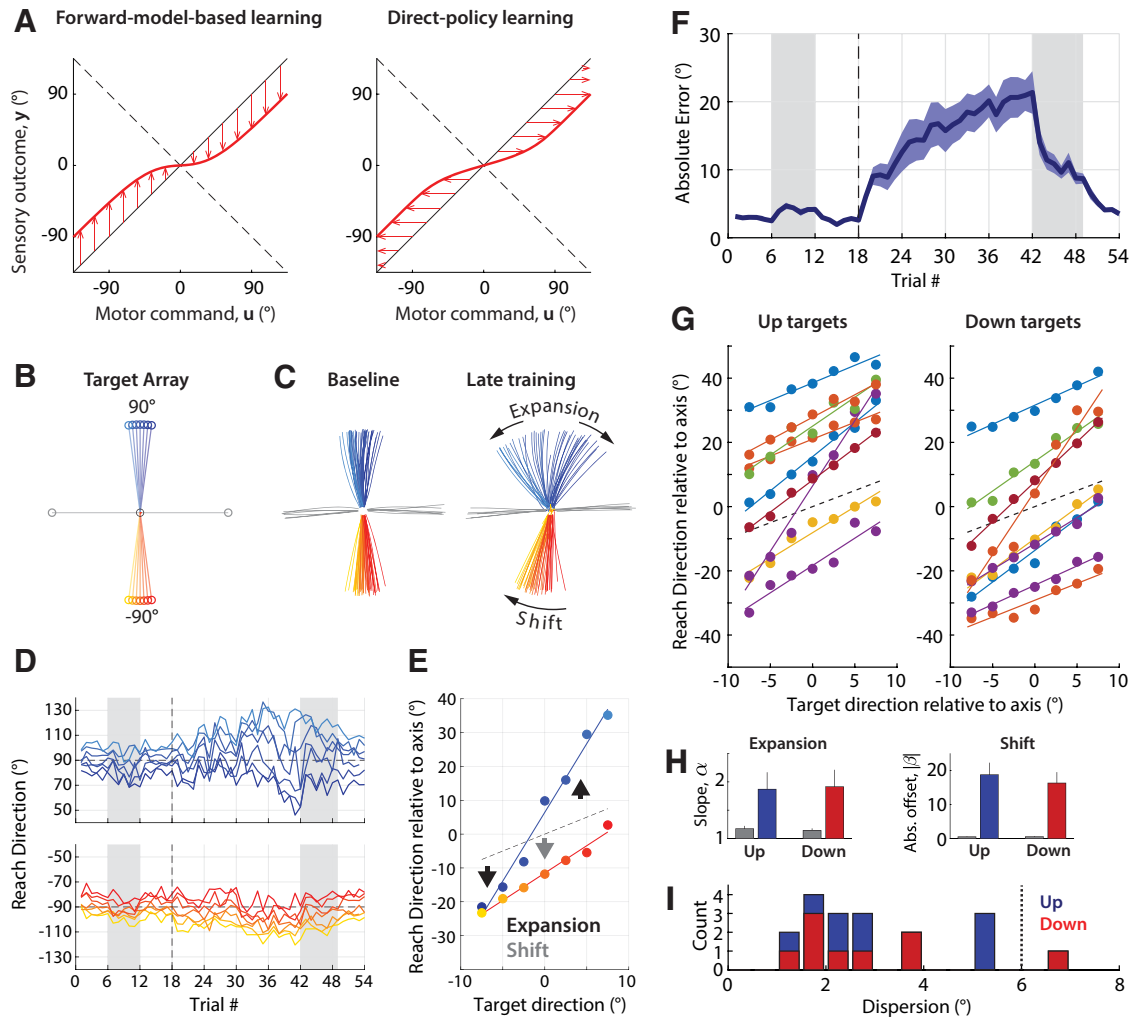 A
Forward-model-based learning
Direct-policy learning
Sensory outcome, y (°)
90
0
-90
-90
0
90
Motor command, u (°)
90
0
-90
-90
0
90
Motor command, u (°)
B
Target Array
90°
-90°
C
Baseline
Late training
Expansion
Shift
D
Reach Direction (°)
130
110
90
70
50
-50
-70
-90
-110
-130
0
6
12
18
24
30
36
42
48
54
Trial #
E
Reach Direction relative to axis (°)
40
30
20
10
0
-10
-20
-30
Expansion
Shift
-10
0
10
Target direction (°)
F
Absolute Error (°)
30
20
10
0
0
6
12
18
24
30
36
42
48
54
Trial #
G
Up targets
Down targets
Reach Direction relative to axis (°)
40
20
0
-20
-40
-10
-5
0
5
10
40
20
0
-20
-40
-10
-5
0
5
10
Target direction relative to axis (°)
H
Expansion
Slope, α
2
1
Up
Down
Shift
Abs. offset, |β|
20
10
0
Up
Down
I
Count
4
3
2
1
0
Up
Down
0
2
4
6
8
Dispersion (°)